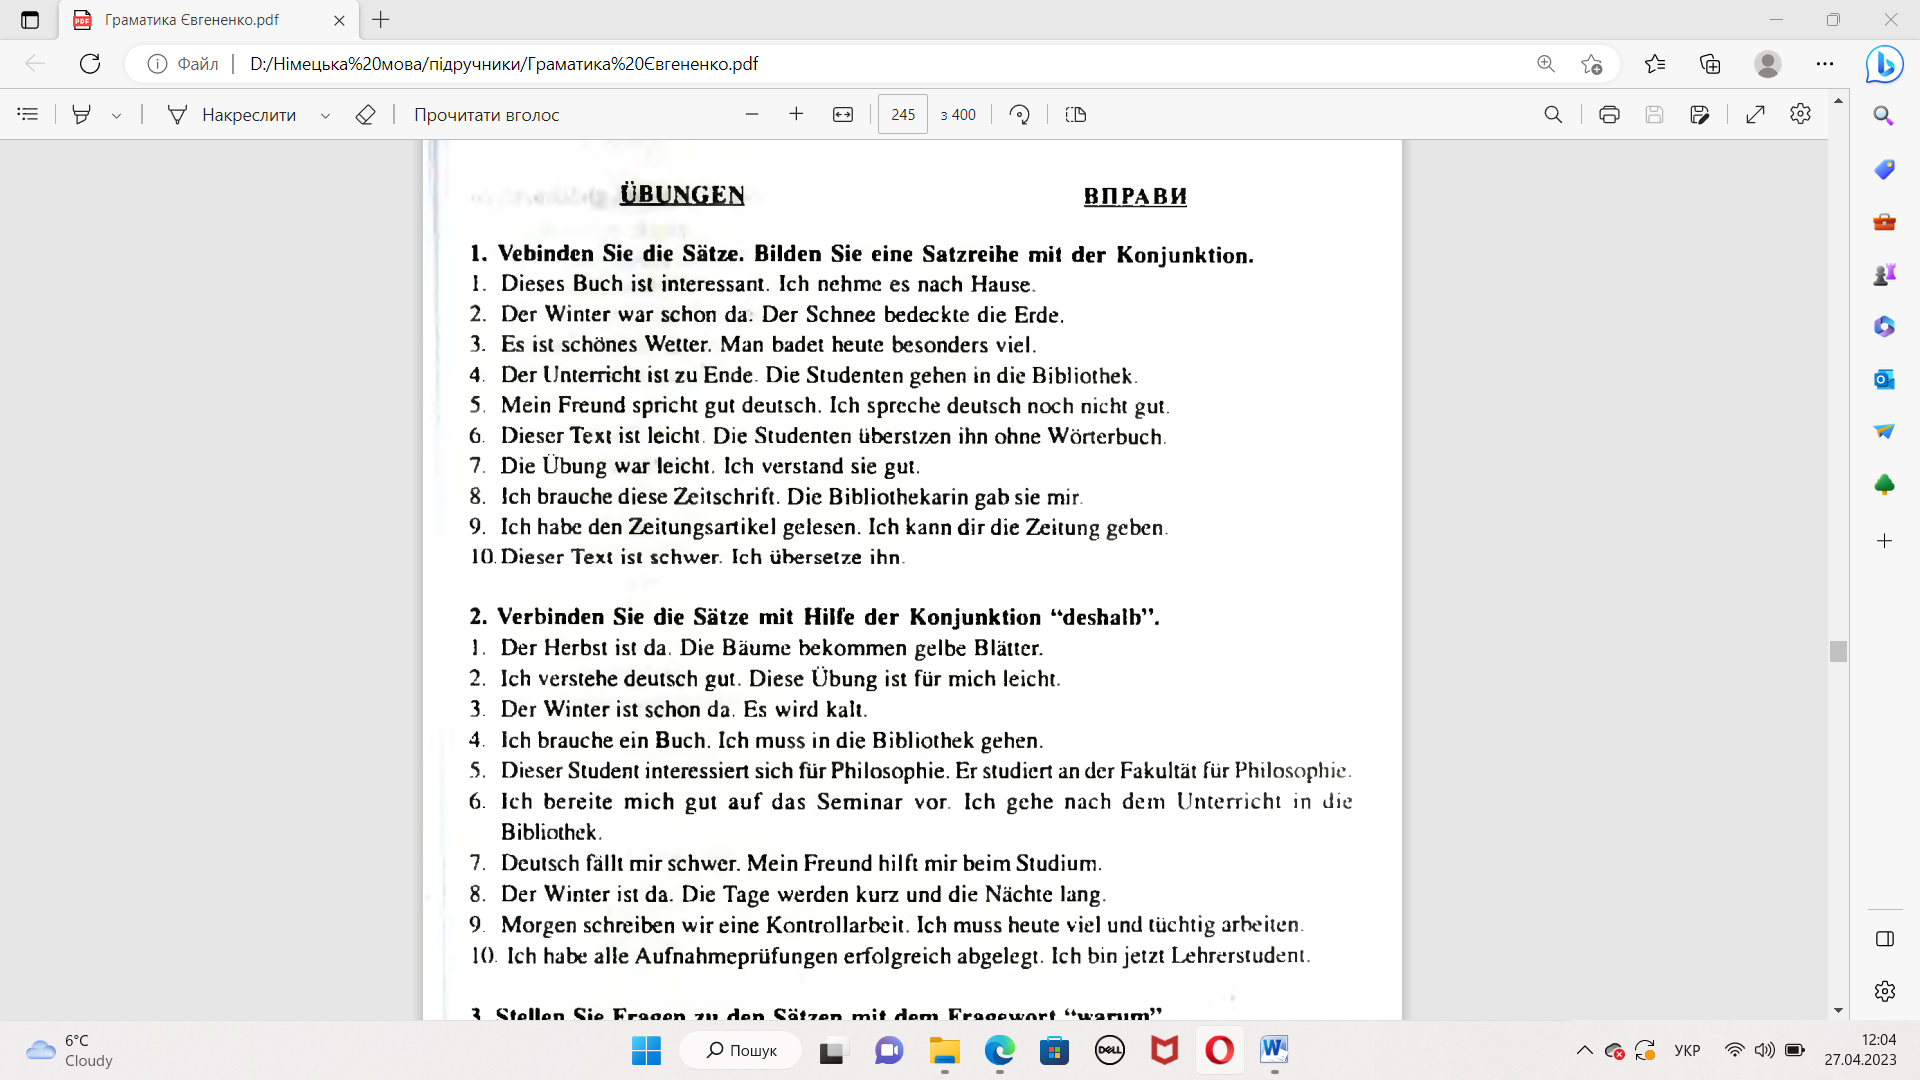 Граматика Євгененко.pdf
Файл
D:/Німецька%20мова/підручники/Граматика%20Євгененко.pdf
Накреслити
Прочитати вголос
245
з 400
ÜBUNGEN
ВПРАВИ
1. Vebinden Sie die Sätze. Bilden Sie eine Satzreihe mit der Konjunktion.
1. Dieses Buch ist interessant. Ich nehme es nach Hause.
2. Der Winter war schon da. Der Schnee bedeckte die Erde.
3. Es ist schönes Wetter. Man badet heute besonders viel.
4. Der Unterricht ist zu Ende. Die Studenten gehen in die Bibliothek.
5. Mein Freund spricht gut deutsch. Ich spreche deutsch noch nicht gut.
6. Dieser Text ist leicht. Die Studenten überstzen ihn ohne Wörterbuch.
7. Die Übung war leicht. Ich verstand sie gut.
8. Ich brauche diese Zeitschrift. Die Bibliothekarin gab sie mir.
9. Ich habe den Zeitungsartikel gelesen. Ich kann dir die Zeitung geben.
10. Dieser Text ist schwer. Ich übersetze ihn.
2. Verbinden Sie die Sätze mit Hilfe der Konjunktion “deshalb”.
1. Der Herbst ist da. Die Bäume bekommen gelbe Blätter.
2. Ich verstehe deutsch gut. Diese Übung ist für mich leicht.
3. Der Winter ist schon da. Es wird kalt.
4. Ich brauche ein Buch. Ich muss in die Bibliothek gehen.
5. Dieser Student interessiert sich für Philosophie. Er studiert an der Fakultät für Philosophie.
6. Ich bereite mich gut auf das Seminar vor. Ich gehe nach dem Unterricht in die
Bibliothek.
7. Deutsch fällt mir schwer. Mein Freund hilft mir beim Studium.
8. Der Winter ist da. Die Tage werden kurz und die Nächte lang.
9. Morgen schreiben wir eine Kontrollarbeit. Ich muss heute viel und tüchtig arbeiten.
10. Ich habe alle Aufnahmeprüfungen erfolgreich abgelegt. Ich bin jetzt Lehrerstudent.
3. Stellen Sie Fragen zu den Sätzen mit dem Fragewort “warum”
6°C
Cloudy
Пошук
DELL
УКР
12:04
27.04.2023